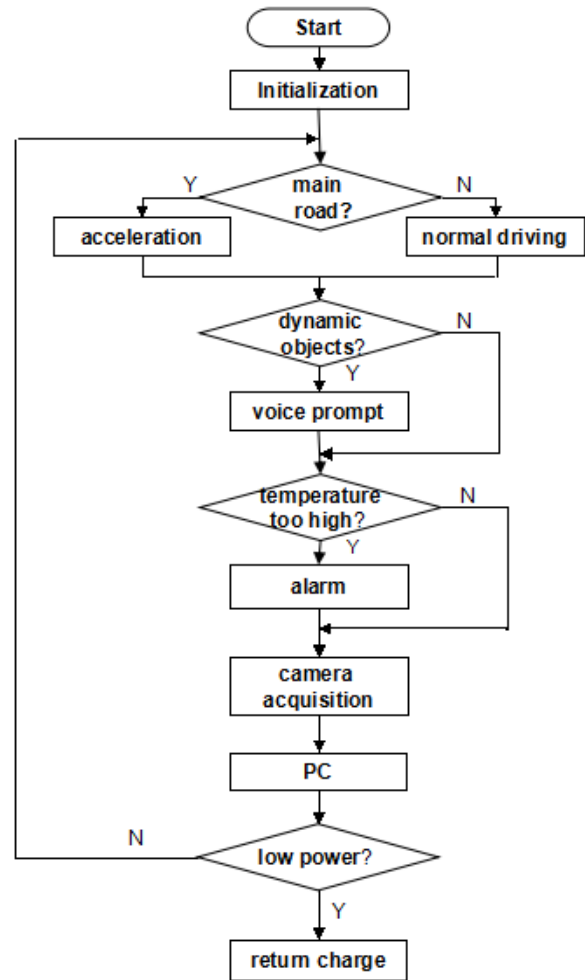 Start
Initialization
main
road?
Y
N
acceleration
normal driving
dynamic
objects?
N
Y
voice prompt
temperature
too high?
N
Y
alarm
camera
acquisition
PC
N
low power?
Y
return charge